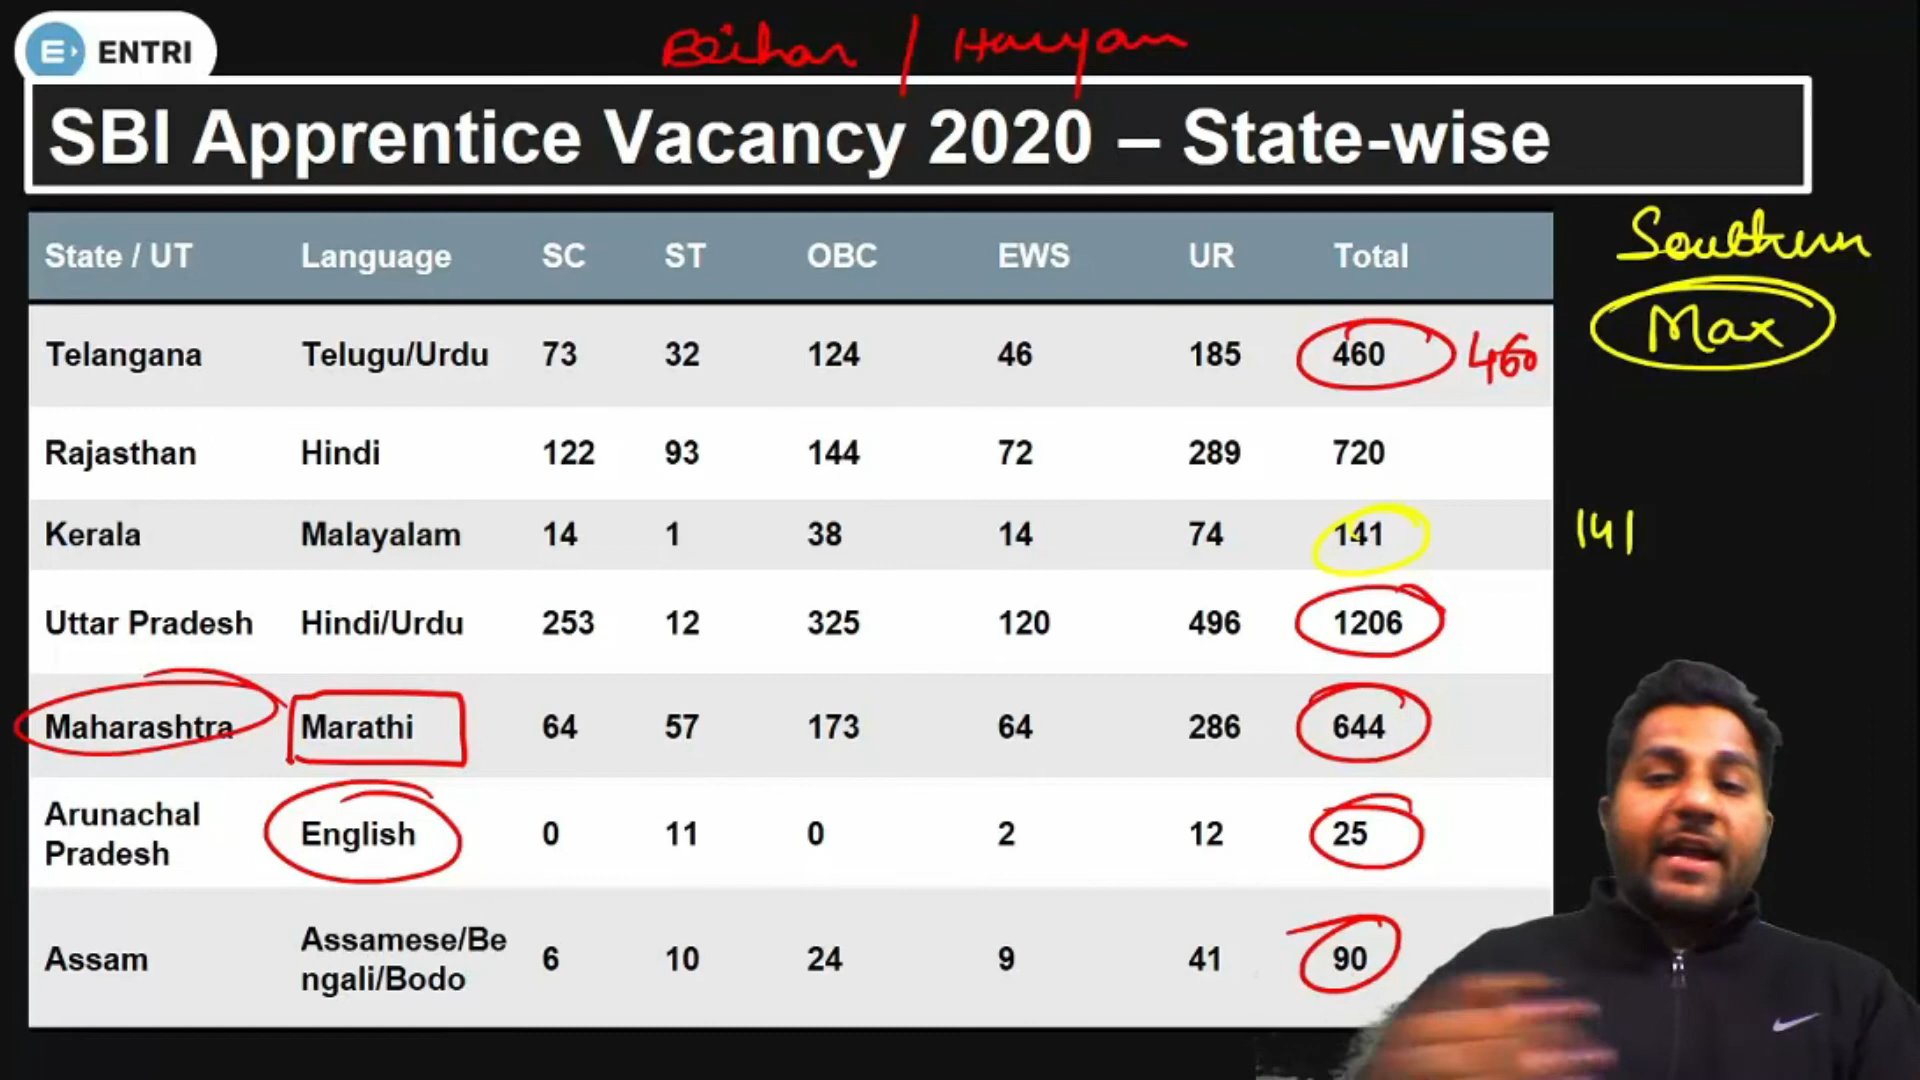 E ENTRI
Beihar / Haryan
SBI Apprentice Vacancy 2020 – State-wise
State / UT Language SC ST OBC EWS UR Total
Southern
Max
Telangana Telugu/Urdu 73 32 124 46 185 460 460
Rajasthan Hindi 122 93 144 72 289 720
Kerala Malayalam 14 1 38 14 74 141 141
Uttar Pradesh Hindi/Urdu 253 12 325 120 496 1206
Maharashtra Marathi 64 57 173 64 286 644
Arunachal
Pradesh English 0 11 0 2 12 25
Assam Assamese/Be
ngali/Bodo 6 10 24 9 41 90